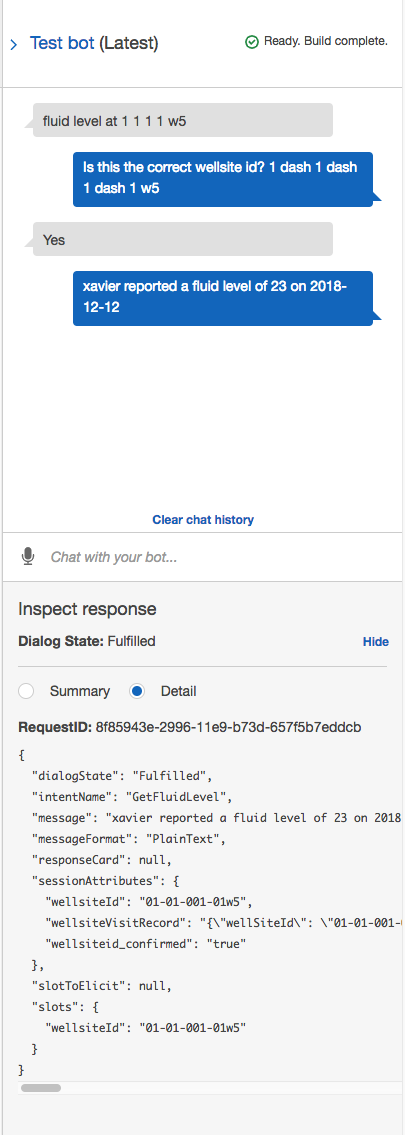 Test bot (Latest)
Ready. Build complete.
fluid level at 1 1 1 1 w5
Is this the correct wellsite id? 1 dash 1 dash
1 dash 1 w5
Yes
xavier reported a fluid level of 23 on 2018-
12-12
Clear chat history
Chat with your bot...
Inspect response
Dialog State: Fulfilled
Hide
Summary
Detail
RequestID: 8f85943e-2996-11e9-b73d-657f5b7eddcb
{
"dialogState": "Fulfilled",
"intentName": "GetFluidLevel",
"message": "xavier reported a fluid level of 23 on 2018
"messageFormat": "PlainText",
"responseCard": null,
"sessionAttributes": {
"wellsiteId": "01-01-001-01w5",
"wellsiteVisitRecord": "{\"wellSiteId\": \"01-01-001-
"wellsiteid_confirmed": "true"
},
"slotToElicit": null,
"slots": {
"wellsiteId": "01-01-001-01w5"
}
}